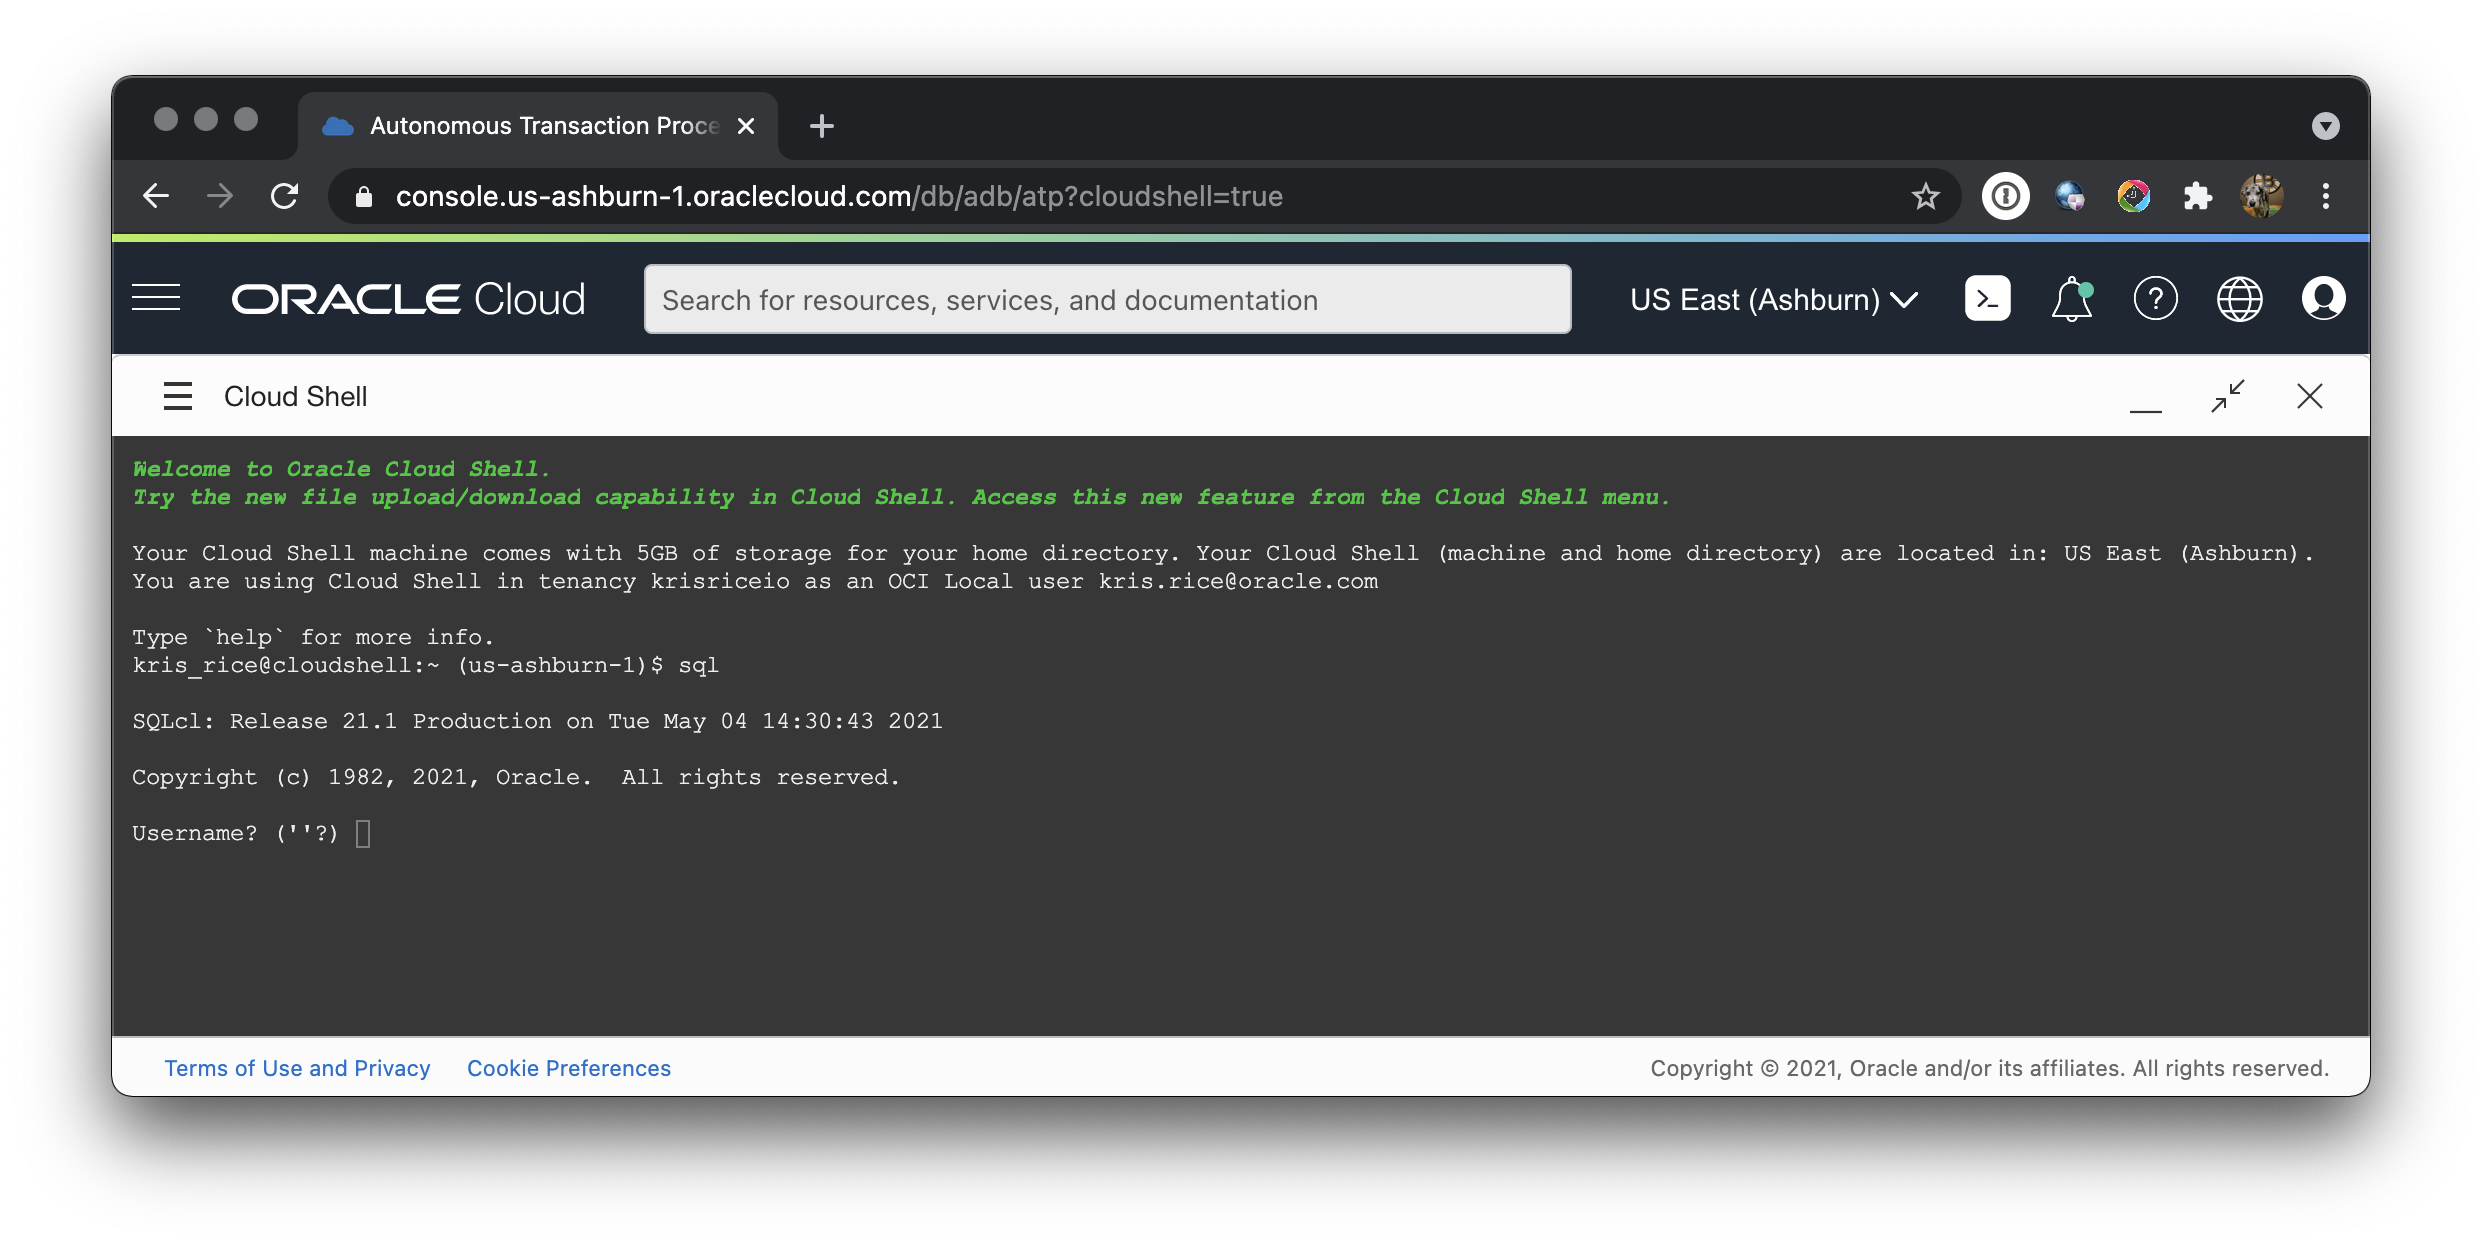 Autonomous Transaction Proce
console.us-ashburn-1.oraclecloud.com/db/adb/atp?cloudshell=true
ORACLE Cloud
Search for resources, services, and documentation
US East (Ashburn)
Cloud Shell
Welcome to Oracle Cloud Shell.
Try the new file upload/download capability in Cloud Shell. Access this new feature from the Cloud Shell menu.
Your Cloud Shell machine comes with 5GB of storage for your home directory. Your Cloud Shell (machine and home directory) are located in: US East (Ashburn).
You are using Cloud Shell in tenancy krisriceio as an OCI Local user kris.rice@oracle.com
Type `help` for more info.
kris_rice@cloudshell:~ (us-ashburn-1)$ sql
SQLcl: Release 21.1 Production on Tue May 04 14:30:43 2021
Copyright (c) 1982, 2021, Oracle.  All rights reserved.
Username? (''?)
Terms of Use and Privacy
Cookie Preferences
Copyright © 2021, Oracle and/or its affiliates. All rights reserved.